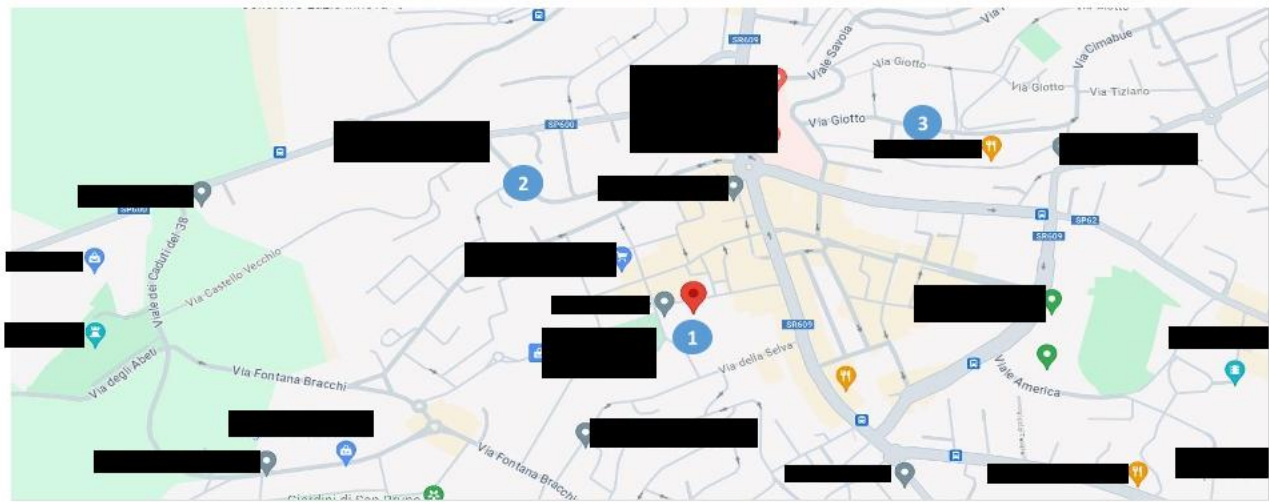 SR609
Via Cimabue
Viale Savoia
Via Giotto
Via Giotto
Via Giotto
Via Tiziano
3
SP600
2
SP600
SP62
SR609
Viale dei Caduti del '38
Via Castello Vecchio
1
SR609
Via della Selva
Via degli Abeti
Via Fontana Bracchi
Viale America
Via Fontana Bracchi
Giardini di San Bruno